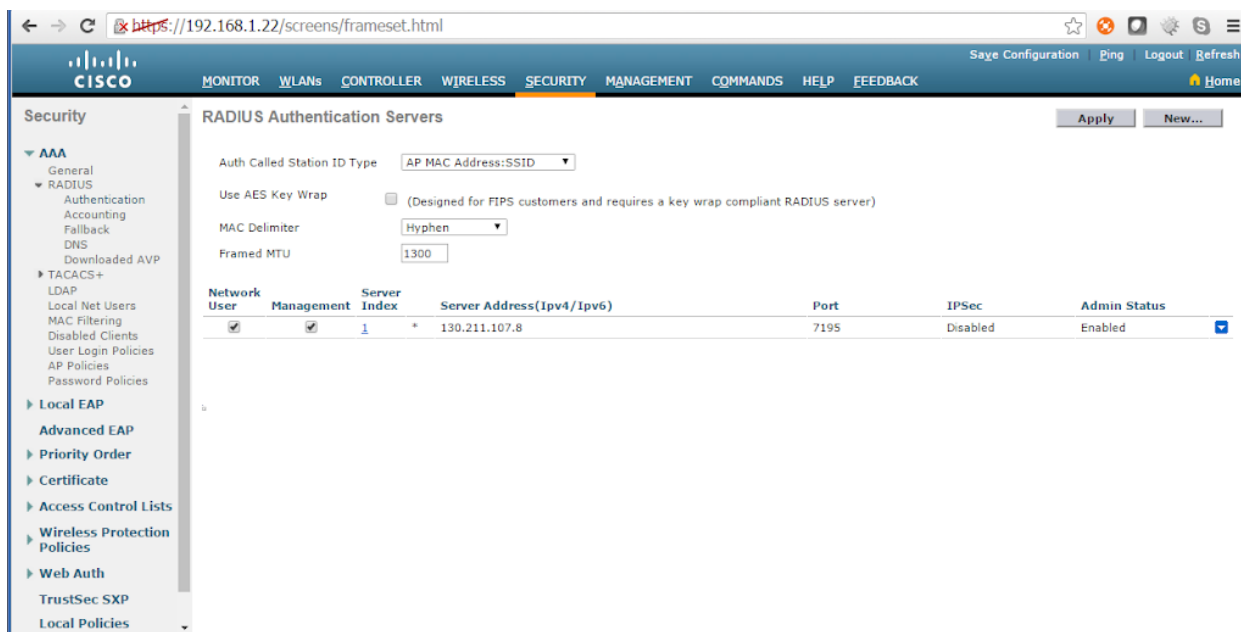 https://192.168.1.22/screens/frameset.html
Save Configuration Ping Logout Refresh
CISCO
MONITOR WLANs CONTROLLER WIRELESS SECURITY MANAGEMENT COMMANDS HELP FEEDBACK
Home
Security
AAA
General
RADIUS
Authentication
Accounting
Fallback
DNS
Downloaded AVP
TACACS+
LDAP
Local Net Users
MAC Filtering
Disabled Clients
User Login Policies
AP Policies
Password Policies
Local EAP
Advanced EAP
Priority Order
Certificate
Access Control Lists
Wireless Protection
Policies
Web Auth
TrustSec SXP
Local Policies
RADIUS Authentication Servers
Apply New...
Auth Called Station ID Type AP MAC Address:SSID
Use AES Key Wrap (Designed for FIPS customers and requires a key wrap compliant RADIUS server)
MAC Delimiter Hyphen
Framed MTU 1300
Network
User Management Server
Index Server Address(Ipv4/Ipv6) Port IPSec Admin Status
1 * 130.211.107.8 7195 Disabled Enabled